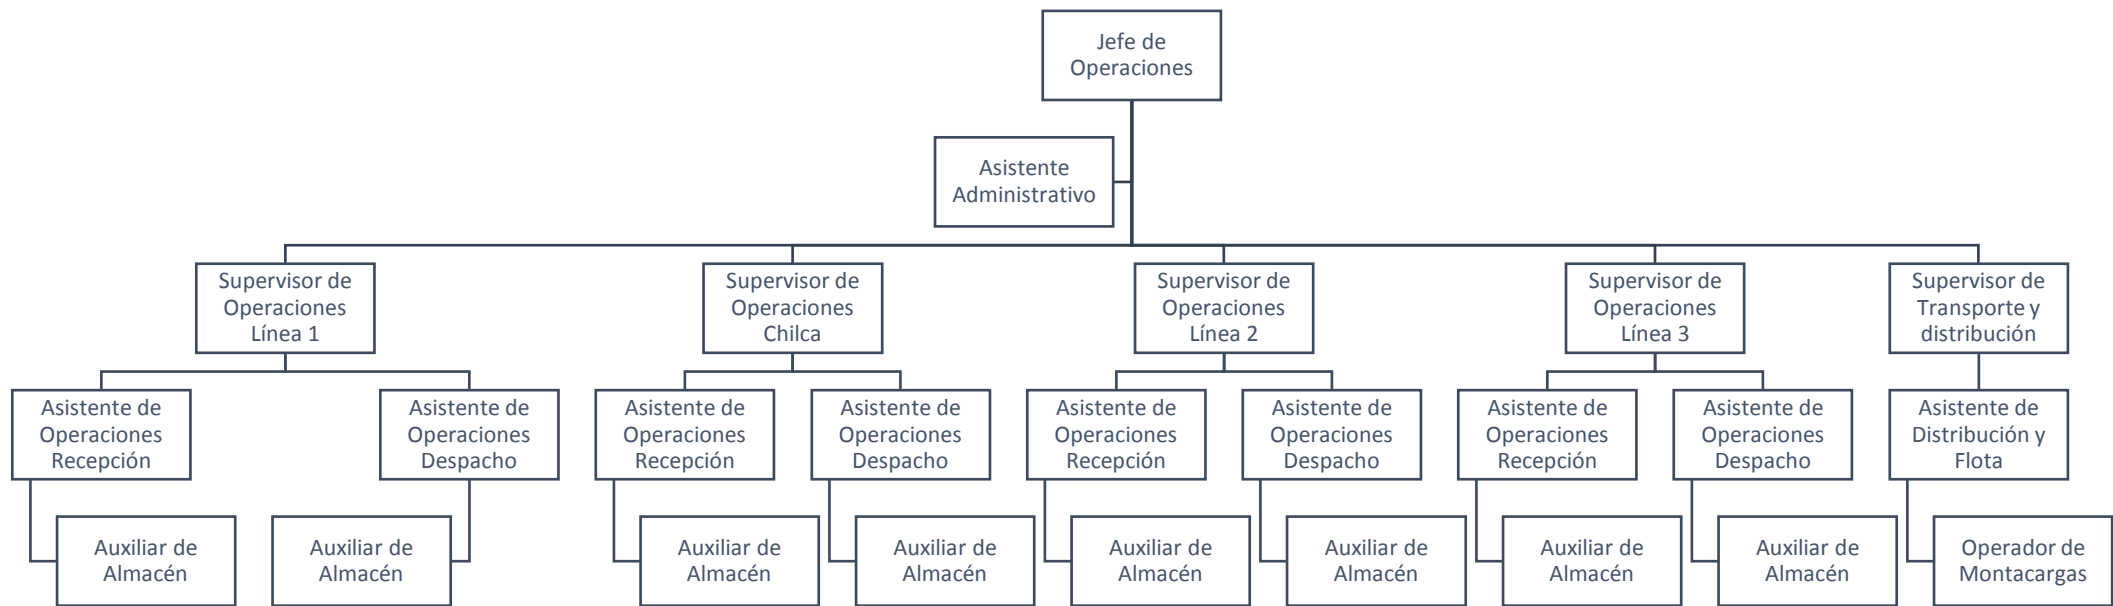 Jefe de
Operaciones
Asistente
Administrativo
Supervisor de
Operaciones
Línea 1
Supervisor de
Operaciones
Chilca
Supervisor de
Operaciones
Línea 2
Supervisor de
Operaciones
Línea 3
Supervisor de
Transporte y
distribución
Asistente de
Operaciones
Recepción
Asistente de
Operaciones
Despacho
Asistente de
Operaciones
Recepción
Asistente de
Operaciones
Despacho
Asistente de
Operaciones
Recepción
Asistente de
Operaciones
Despacho
Asistente de
Operaciones
Recepción
Asistente de
Operaciones
Despacho
Asistente de
Distribución y
Flota
Auxiliar de
Almacén
Auxiliar de
Almacén
Auxiliar de
Almacén
Auxiliar de
Almacén
Auxiliar de
Almacén
Auxiliar de
Almacén
Auxiliar de
Almacén
Auxiliar de
Almacén
Operador de
Montacargas